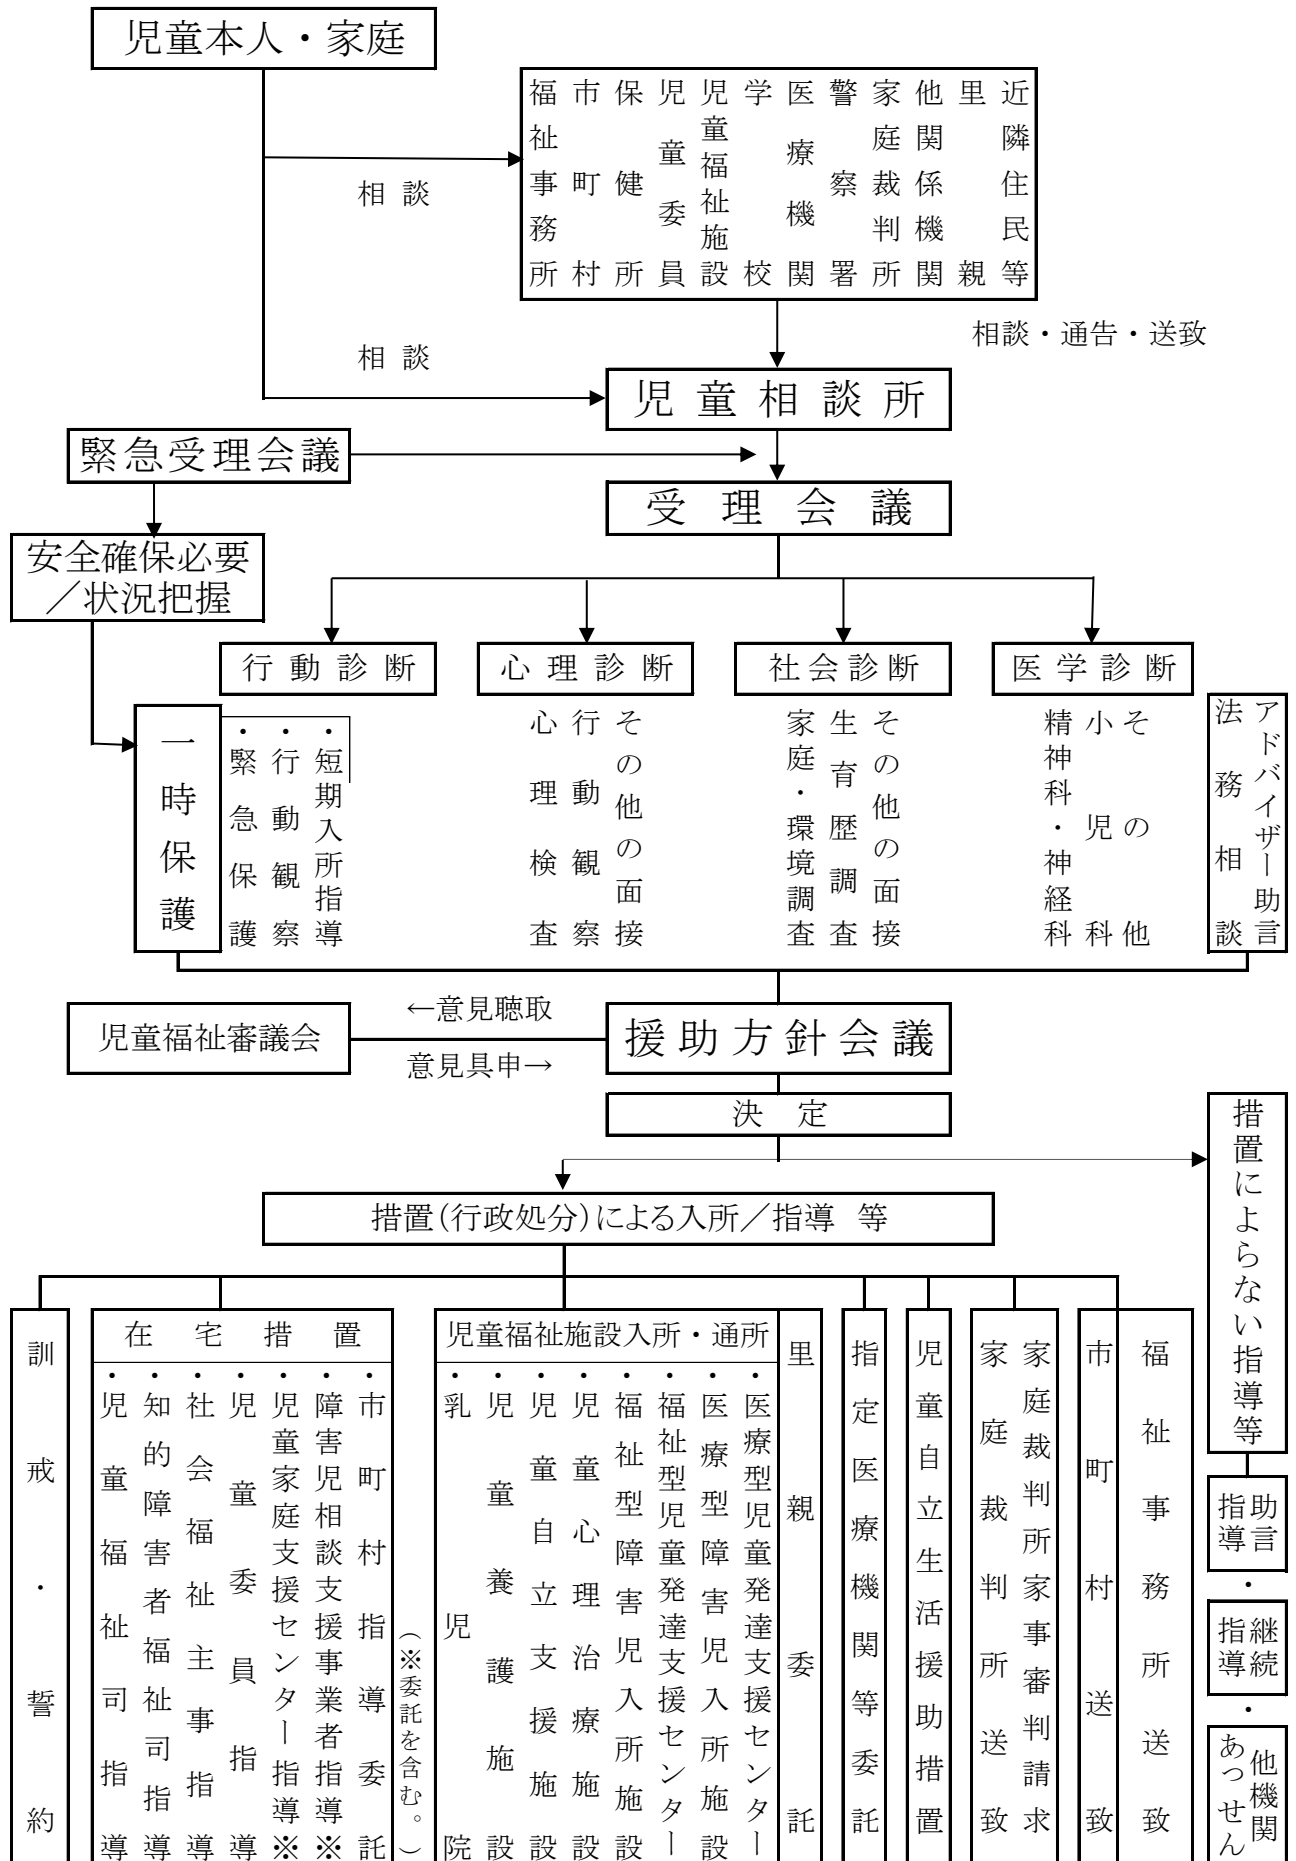 児童本人・家庭
福祉事務所
市町村
保健所
児童委員
児童福祉施設
学校
医療機関
警察署
家庭裁判所
他関係機関
里親
近隣住民等
相談
相談・通告・送致
相談
児童相談所
緊急受理会議
受理会議
安全確保必要
／状況把握
行動診断
心理診断
社会診断
医学診断
一時保護
・緊急保護
・行動観察
・短期入所指導
心理検査
行動観察
その他の面接
家庭・環境調査
生育歴調査
その他の面接
精神科・神経科
小児科
その他
法務相談
アドバイザー助言
←意見聴取
児童福祉審議会
援助方針会議
意見具申→
決定
措置によらない指導等
措置（行政処分）による入所／指導 等
訓戒・誓約
在宅措置
・児童福祉司指導
・知的障害者福祉司指導
・社会福祉主事指導
・児童委員指導
・児童家庭支援センター指導※
・障害児相談支援事業者指導※
・市町村指導委託
（※委託を含む。）
児童福祉施設入所・通所
・乳児院
・児童養護施設
・児童自立支援施設
・児童心理治療施設
・福祉型障害児入所施設
・福祉型児童発達支援センター
・医療型障害児入所施設
・医療型児童発達支援センター
里親委託
指定医療機関等委託
児童自立生活援助措置
家庭裁判所送致
家庭裁判所家事審判請求
市町村送致
福祉事務所送致
助言
指導
・
継続
指導
・
他機関
あっせん